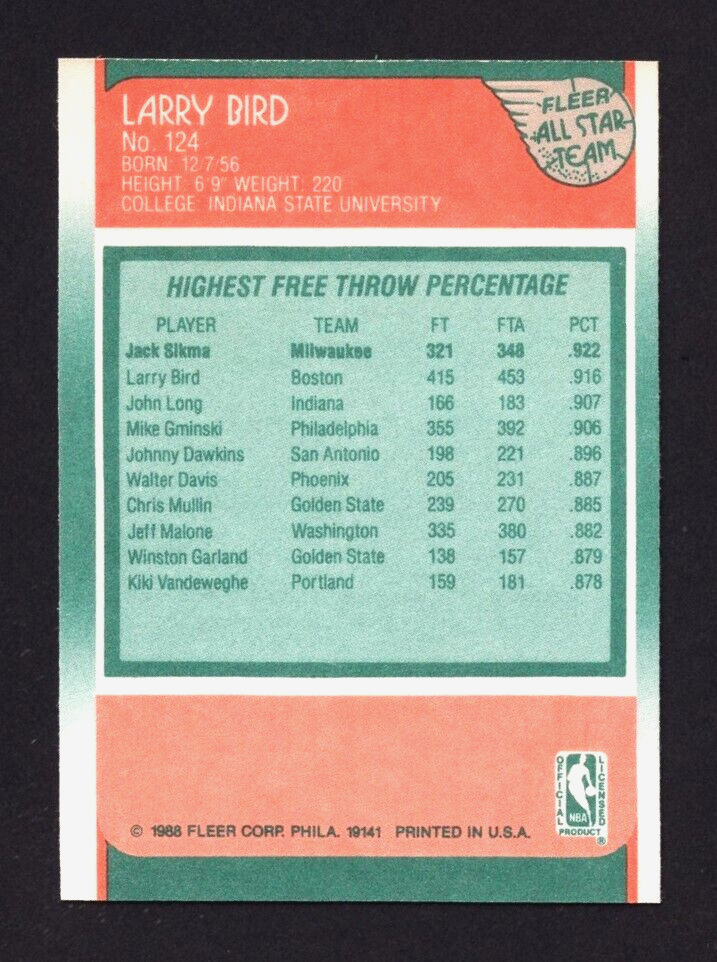 LARRY BIRD
No. 124
BORN: 12·7·56
HEIGHT: 6'9" WEIGHT: 220
COLLEGE: INDIANA STATE UNIVERSITY
FLEER
ALL STAR
TEAM
HIGHEST FREE THROW PERCENTAGE
PLAYER TEAM FT FTA PCT
Jack Sikma Milwaukee 321 348 .922
Larry Bird Boston 415 453 .916
John Long Indiana 166 183 .907
Mike Gminski Philadelphia 355 392 .906
Johnny Dawkins San Antonio 198 221 .896
Walter Davis Phoenix 205 231 .887
Chris Mullin Golden State 239 270 .885
Jeff Malone Washington 335 380 .882
Winston Garland Golden State 138 157 .879
Kiki Vandeweghe Portland 159 181 .878
OFFICIAL LICENSED
NBA
PRODUCT ®
© 1988 FLEER CORP. PHILA. 19141 PRINTED IN U.S.A.